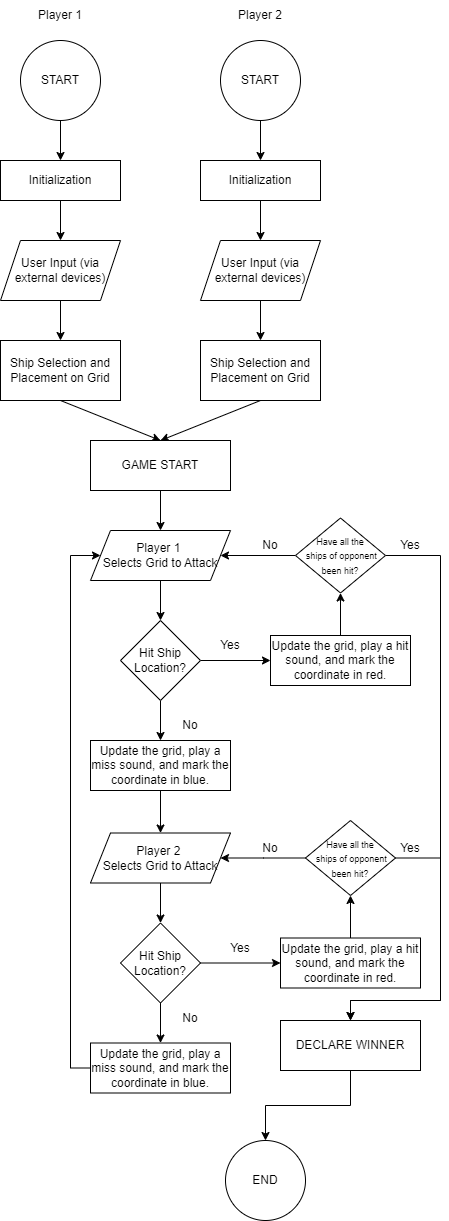 Player 1
Player 2
START
START
Initialization
Initialization
User Input (via
external devices)
User Input (via
external devices)
Ship Selection and
Placement on Grid
Ship Selection and
Placement on Grid
GAME START
Player 1
Selects Grid to Attack
No
Have all the
ships of opponent
been hit?
Yes
Hit Ship
Location?
Yes
Update the grid, play a hit
sound, and mark the
coordinate in red.
No
Update the grid, play a
miss sound, and mark the
coordinate in blue.
Player 2
Selects Grid to Attack
No
Have all the
ships of opponent
been hit?
Yes
Hit Ship
Location?
Yes
Update the grid, play a hit
sound, and mark the
coordinate in red.
No
Update the grid, play a
miss sound, and mark the
coordinate in blue.
DECLARE WINNER
END